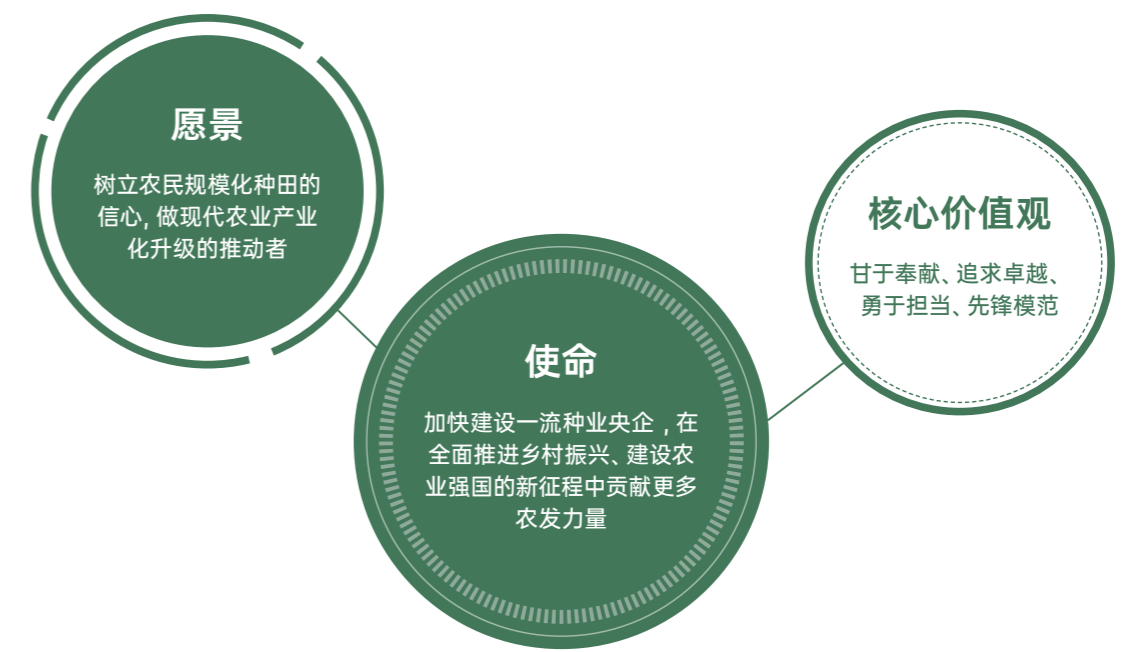 愿景
树立农民规模化种田的
信心, 做现代农业产业
化升级的推动者
使命
加快建设一流种业央企，在
全面推进乡村振兴、建设农
业强国的新征程中贡献更多
农发力量
核心价值观
甘于奉献、追求卓越、
勇于担当、先锋模范